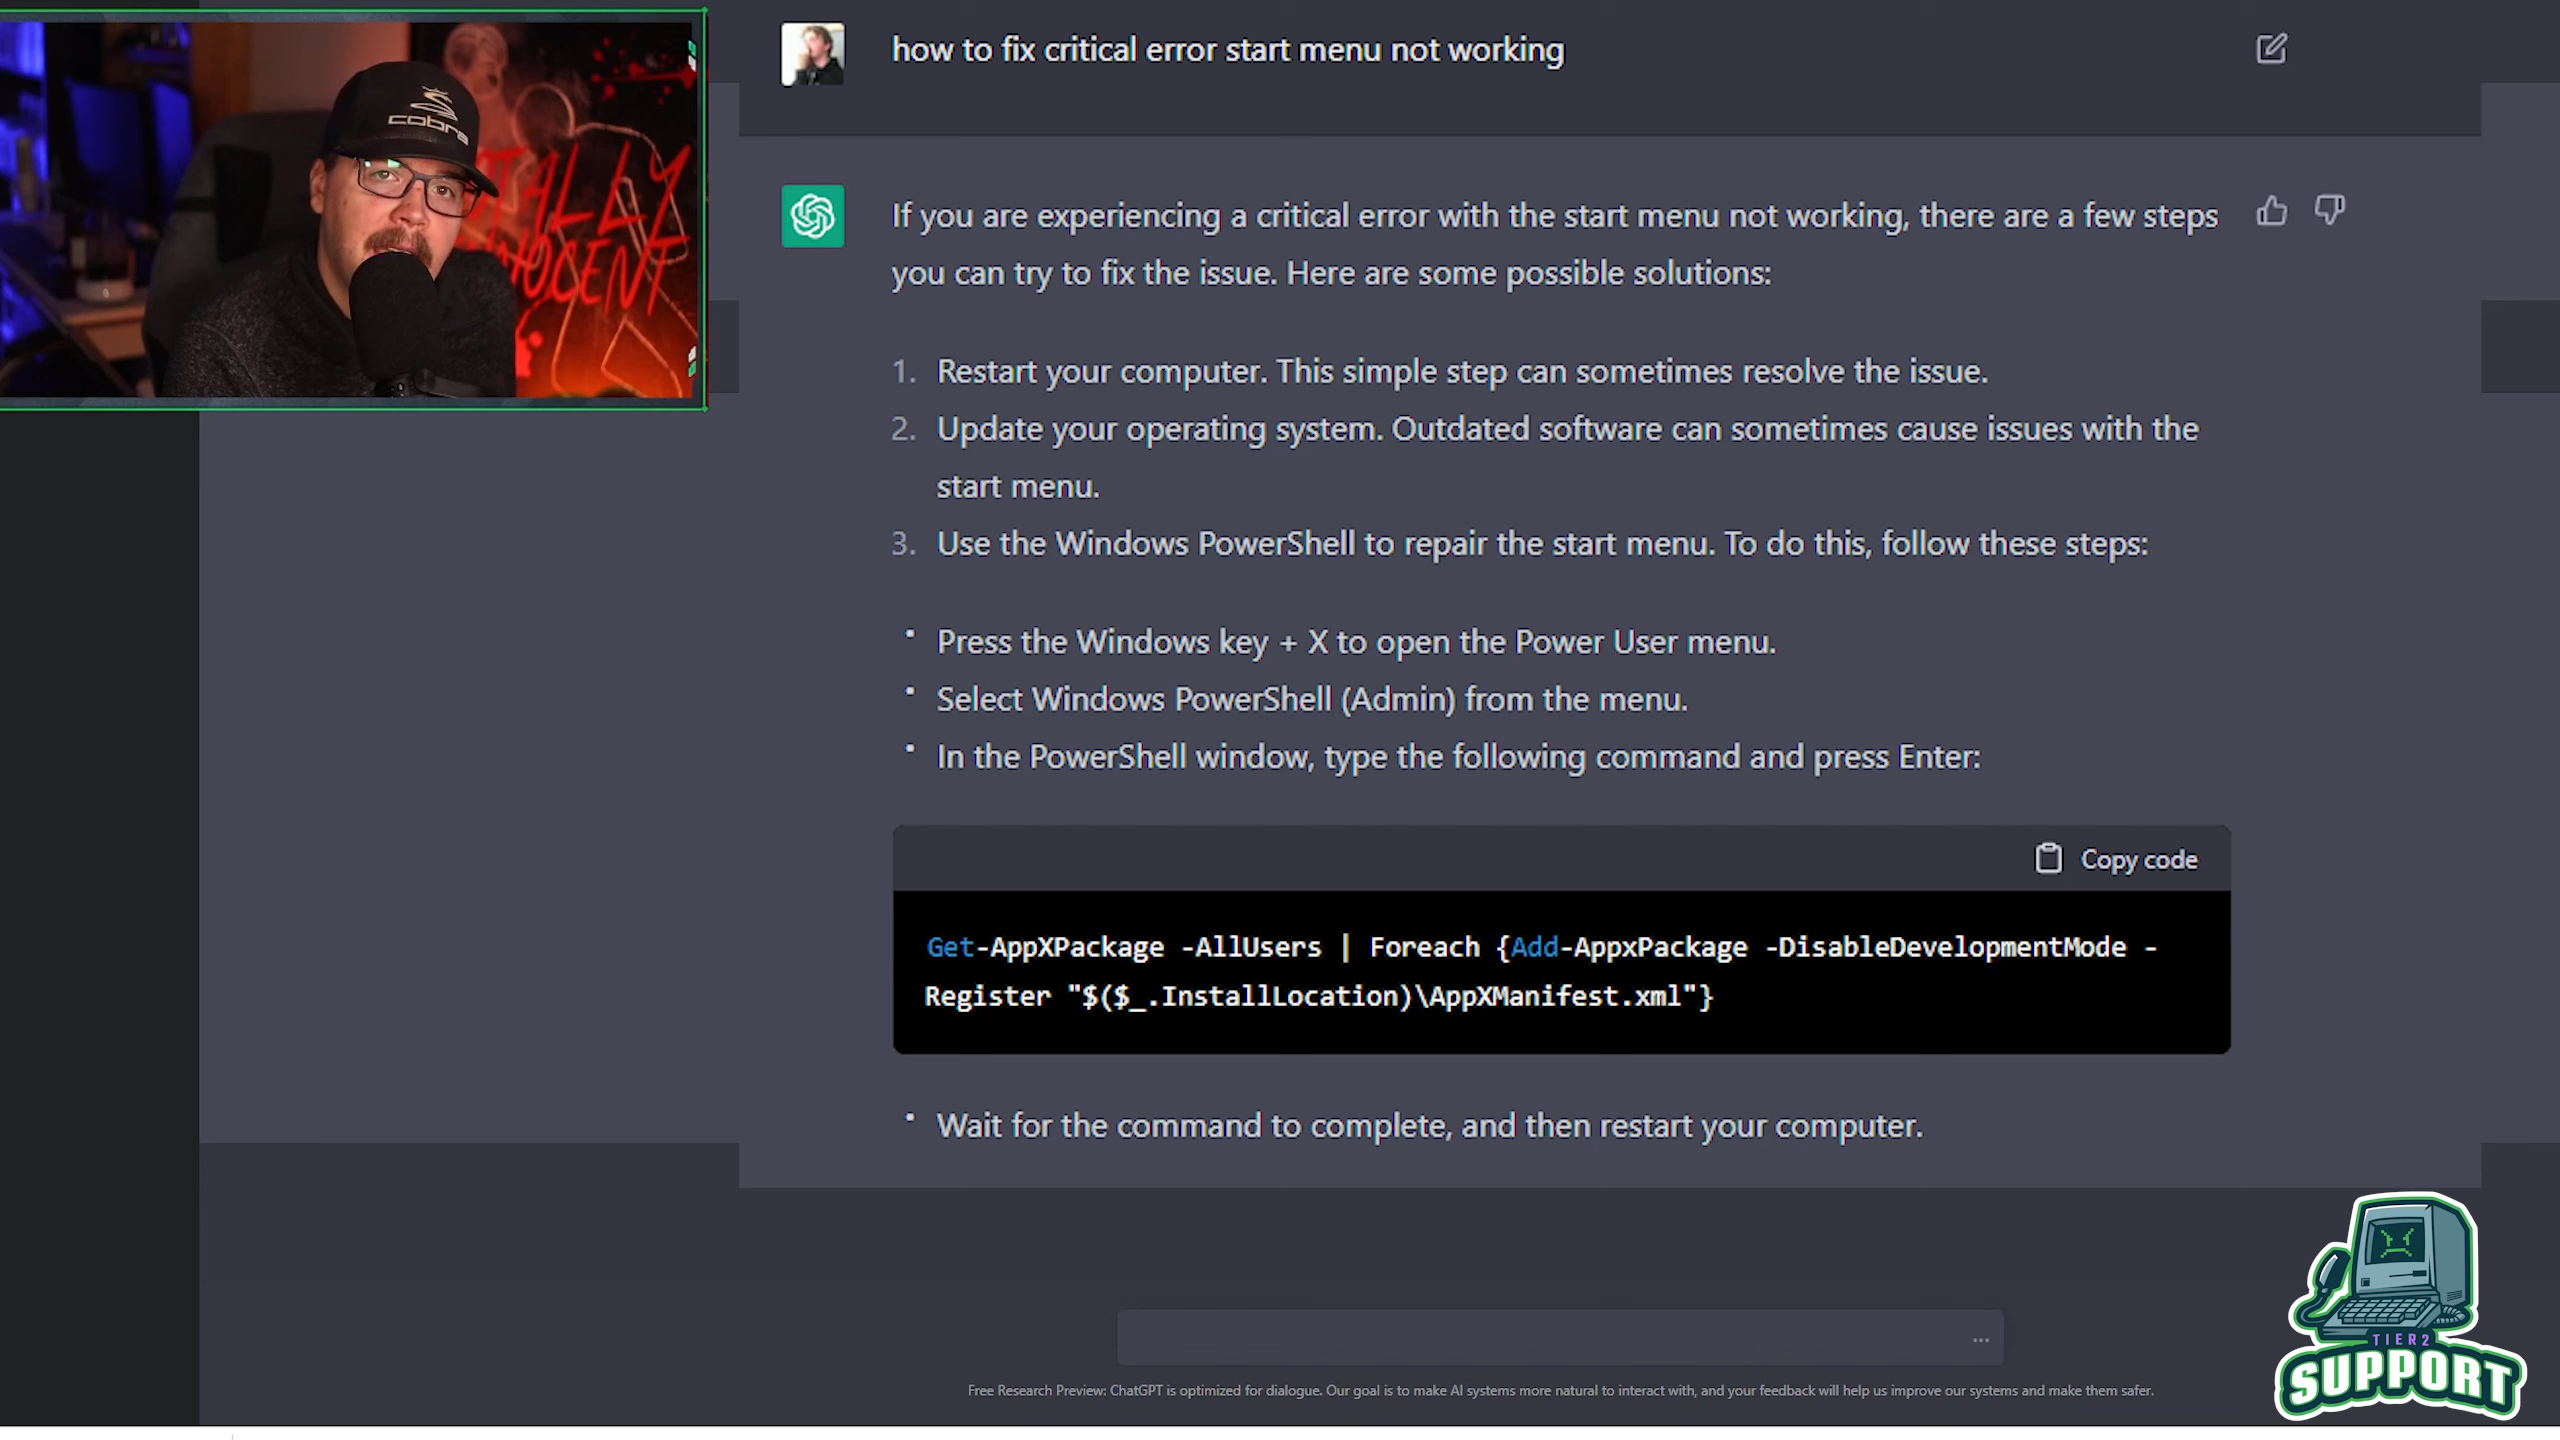 cobra
TOTALLY
INNOCENT
how to fix critical error start menu not working
If you are experiencing a critical error with the start menu not working, there are a few steps
you can try to fix the issue. Here are some possible solutions:
1. Restart your computer. This simple step can sometimes resolve the issue.
2. Update your operating system. Outdated software can sometimes cause issues with the
start menu.
3. Use the Windows PowerShell to repair the start menu. To do this, follow these steps:
• Press the Windows key + X to open the Power User menu.
• Select Windows PowerShell (Admin) from the menu.
• In the PowerShell window, type the following command and press Enter:
Copy code
Get-AppXPackage -AllUsers | Foreach {Add-AppxPackage -DisableDevelopmentMode -
Register "$($_.InstallLocation)\AppXManifest.xml"}
• Wait for the command to complete, and then restart your computer.
...
Free Research Preview: ChatGPT is optimized for dialogue. Our goal is to make AI systems more natural to interact with, and your feedback will help us improve our systems and make them safer.
TIER2
SUPPORT